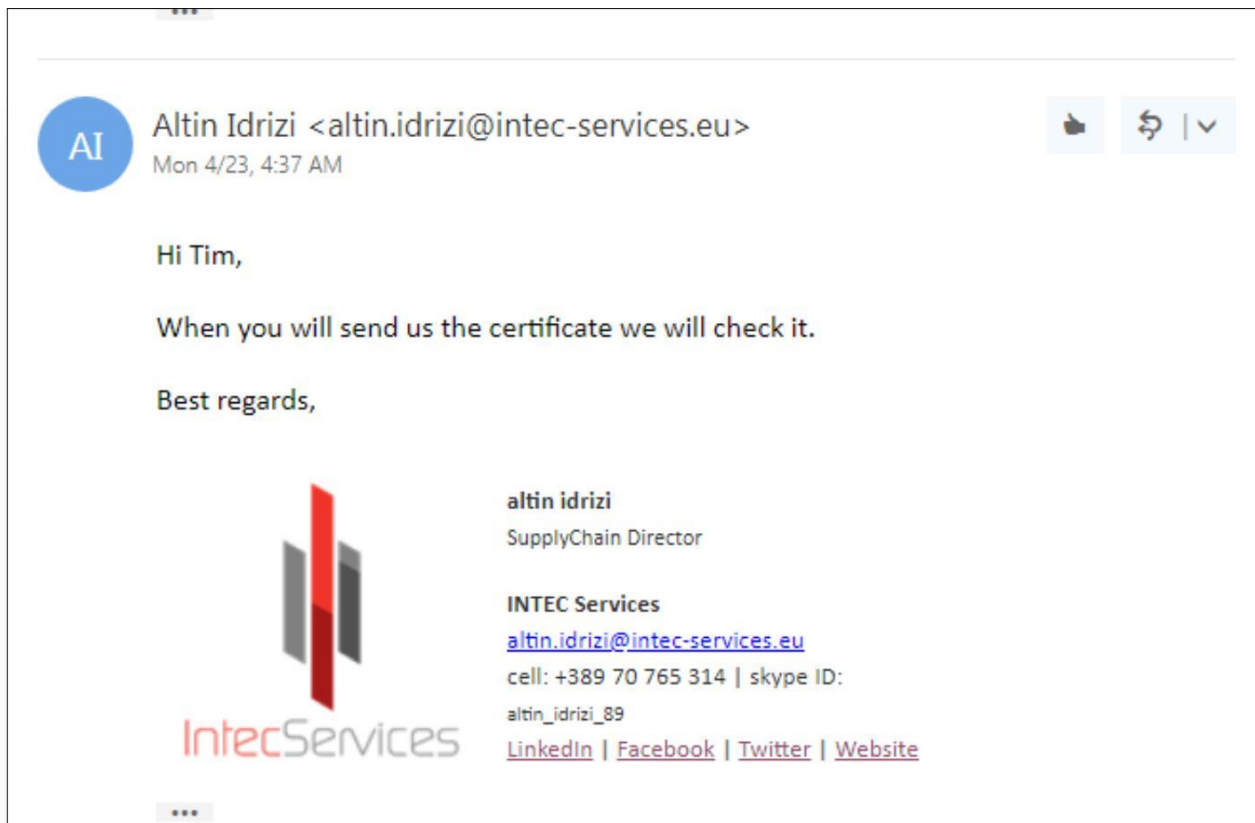 AI
Altin Idrizi <altin.idrizi@intec-services.eu>
Mon 4/23, 4:37 AM
Hi Tim,
When you will send us the certificate we will check it.
Best regards,
altin idrizi
SupplyChain Director
INTEC Services
altin.idrizi@intec-services.eu
cell: +389 70 765 314 | skype ID:
altin_idrizi_89
LinkedIn | Facebook | Twitter | Website
IntecServices